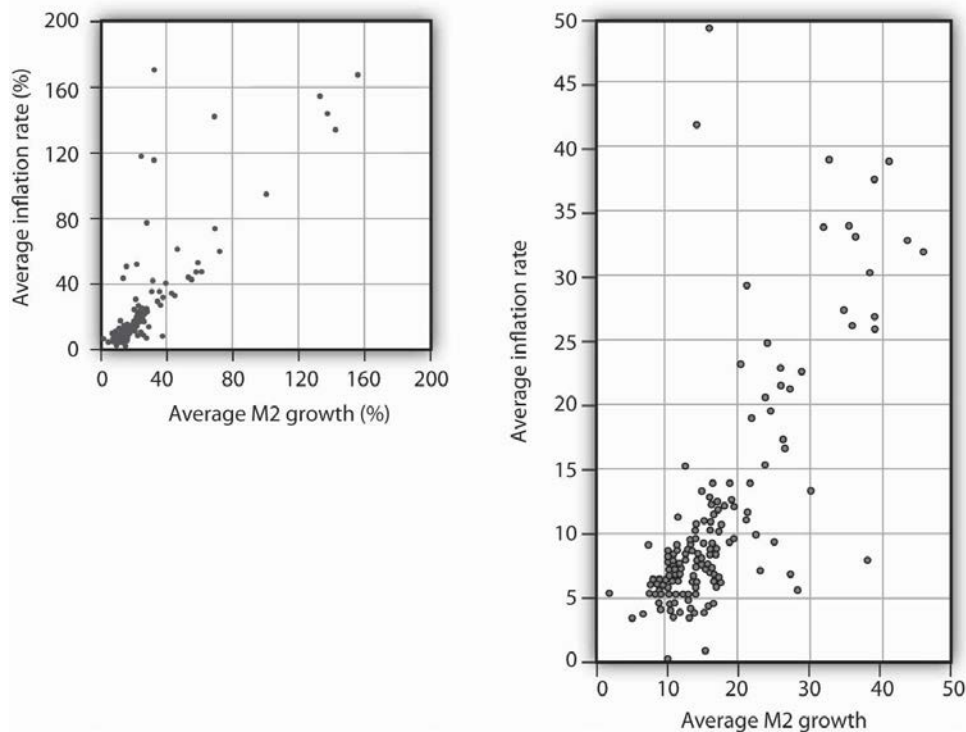 Average inflation rate (%)
200
160
120
80
40
0
0 40 80 120 160 200
Average M2 growth (%)
Average inflation rate
50
45
40
35
30
25
20
15
10
5
0
0 10 20 30 40 50
Average M2 growth